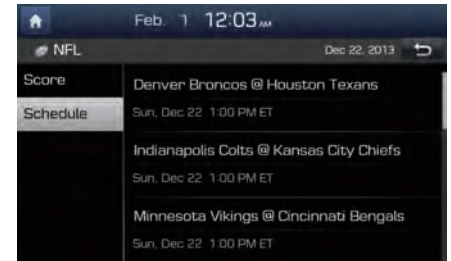 Feb. 1 12:03 AM
NFL Dec 22, 2013
Score
Schedule
Denver Broncos @ Houston Texans
Sun, Dec 22 1:00 PM ET
Indianapolis Colts @ Kansas City Chiefs
Sun, Dec 22 1:00 PM ET
Minnesota Vikings @ Cincinnati Bengals
Sun, Dec 22 1:00 PM ET